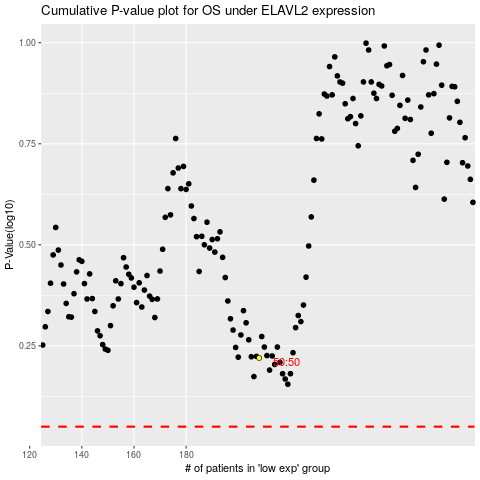 Cumulative P-value plot for OS under ELAVL2 expression
1.00
0.75
0.50
0.25
P-Value(log10)
50:50
120 140 160 180
# of patients in 'low exp' group